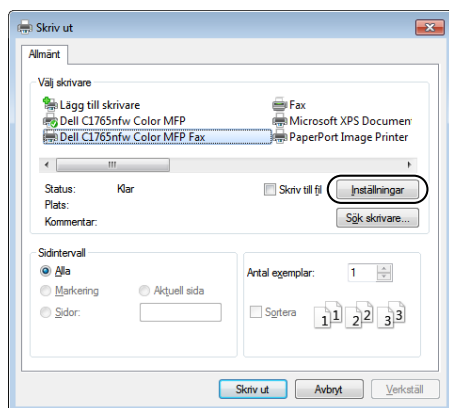 Skriv ut
Allmänt
Välj skrivare
Lägg till skrivare
Dell C1765nfw Color MFP
Dell C1765nfw Color MFP Fax
Fax
Microsoft XPS Documen
PaperPort Image Printer
Status: Klar
Plats:
Kommentar:
Skriv till fil
Inställningar
Sök skrivare...
Sidintervall
Alla
Markering
Aktuell sida
Sidor:
Antal exemplar: 1
Sortera
1 1 2 2 3 3
Skriv ut
Avbryt
Verkställ